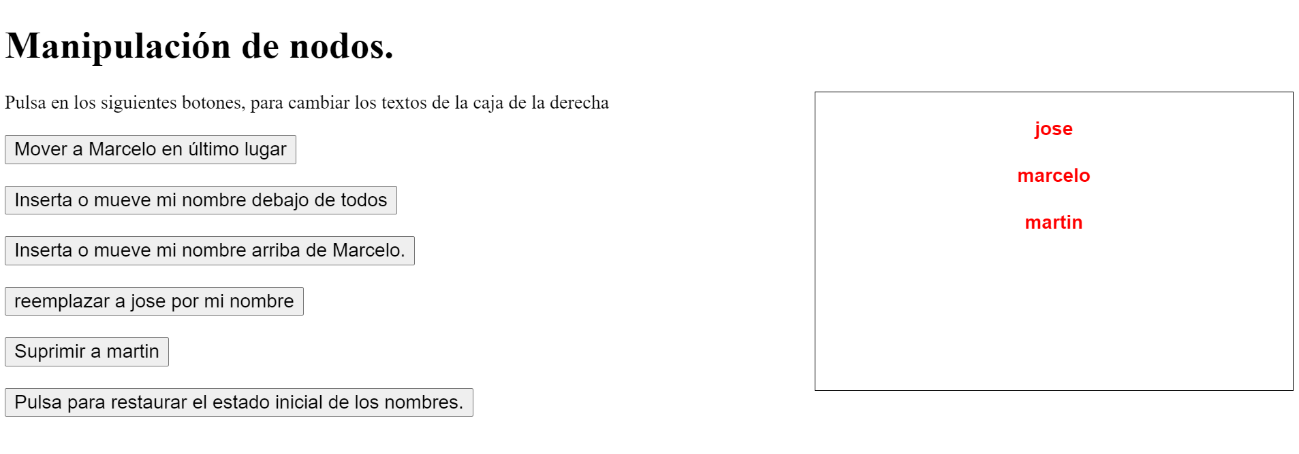 Manipulación de nodos.
Pulsa en los siguientes botones, para cambiar los textos de la caja de la derecha
Mover a Marcelo en último lugar
Inserta o mueve mi nombre debajo de todos
Inserta o mueve mi nombre arriba de Marcelo.
reemplazar a jose por mi nombre
Suprimir a martin
Pulsa para restaurar el estado inicial de los nombres.
jose
marcelo
martin